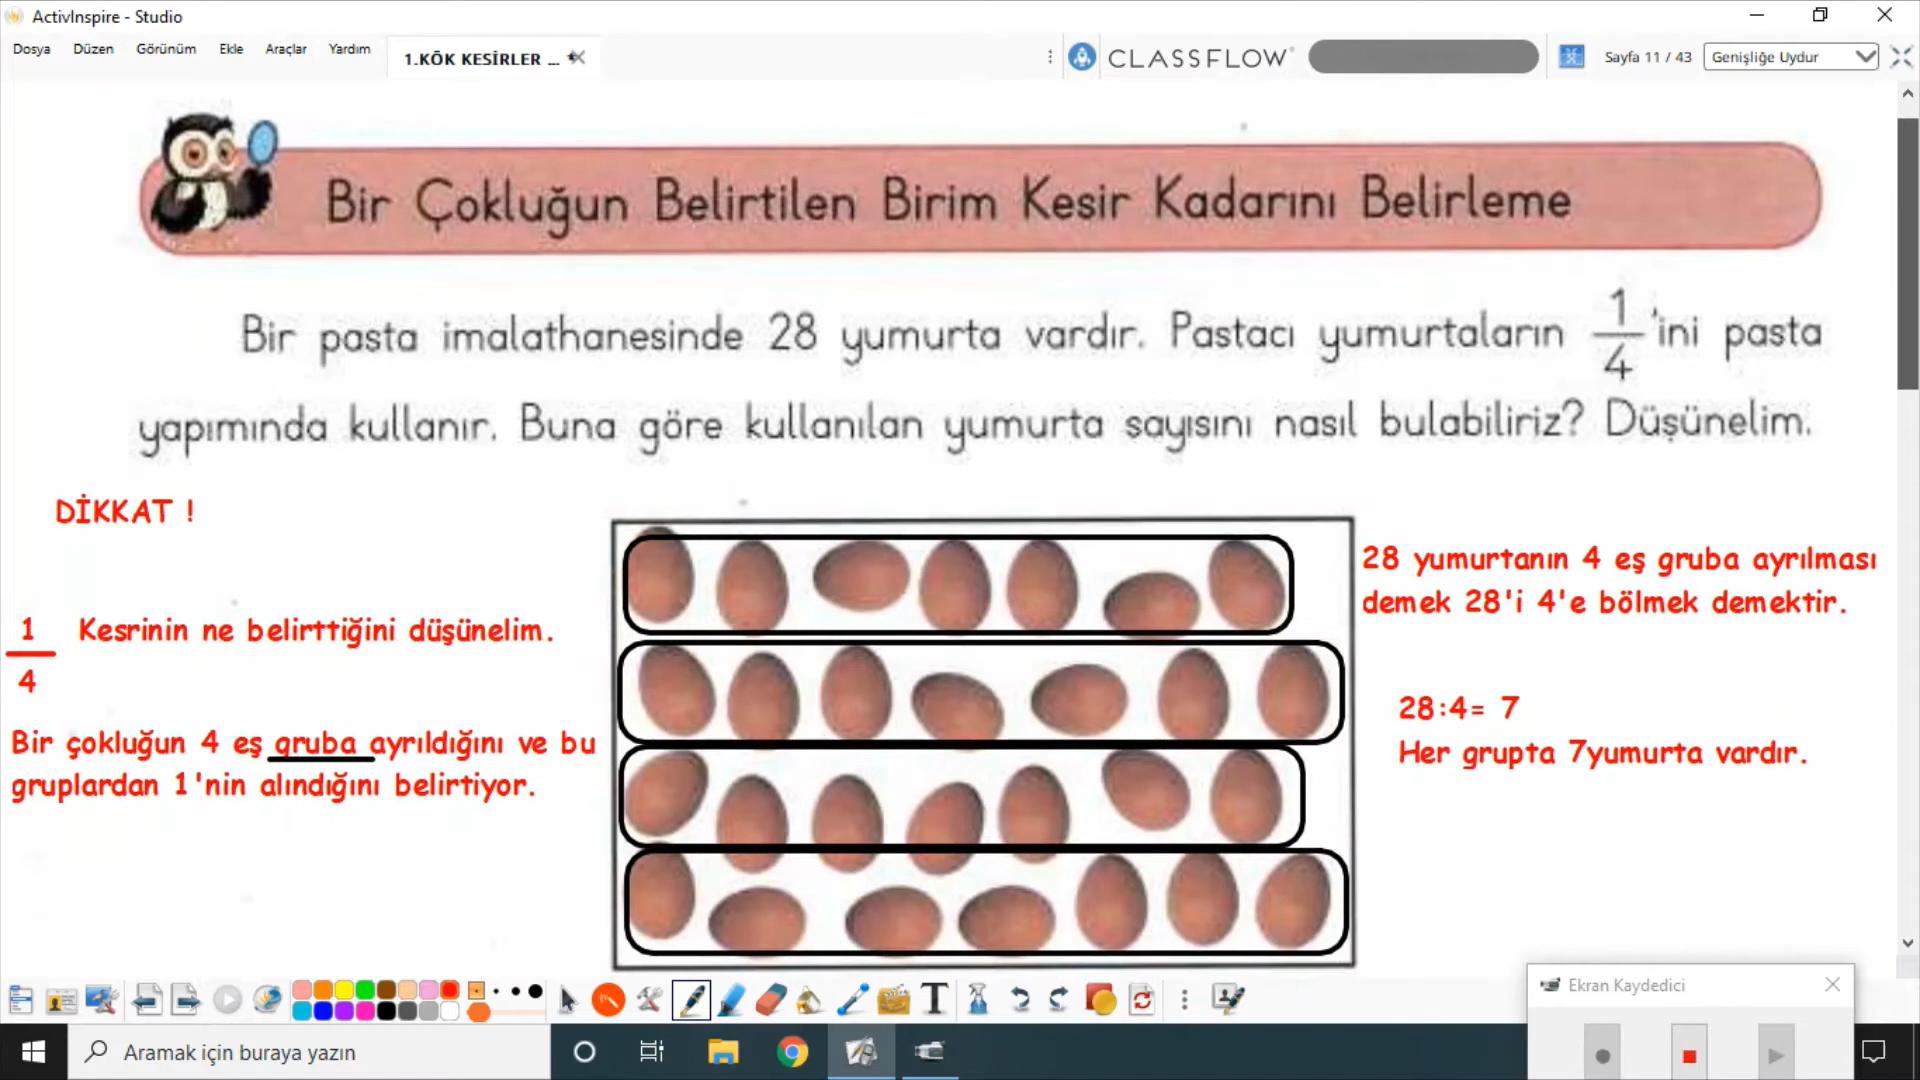 ActivInspire - Studio
Dosya Düzen Görünüm Ekle Araçlar Yardım
1.KÖK KESİRLER ...
CLASSFLOW
Sayfa 11 / 43
Genişliğe Uydur
Bir Çokluğun Belirtilen Birim Kesir Kadarını Belirleme
Bir pasta imalathanesinde 28 yumurta vardır. Pastacı yumurtaların 1/4'ini pasta
yapımında kullanır. Buna göre kullanılan yumurta sayısını nasıl bulabiliriz? Düşünelim.
DİKKAT !
1/4 Kesrinin ne belirttiğini düşünelim.
Bir çokluğun 4 eş gruba ayrıldığını ve bu
gruplardan 1'nin alındığını belirtiyor.
28 yumurtanın 4 eş gruba ayrılması
demek 28'i 4'e bölmek demektir.
28:4= 7
Her grupta 7yumurta vardır.
Ekran Kaydedici
Aramak için buraya yazın